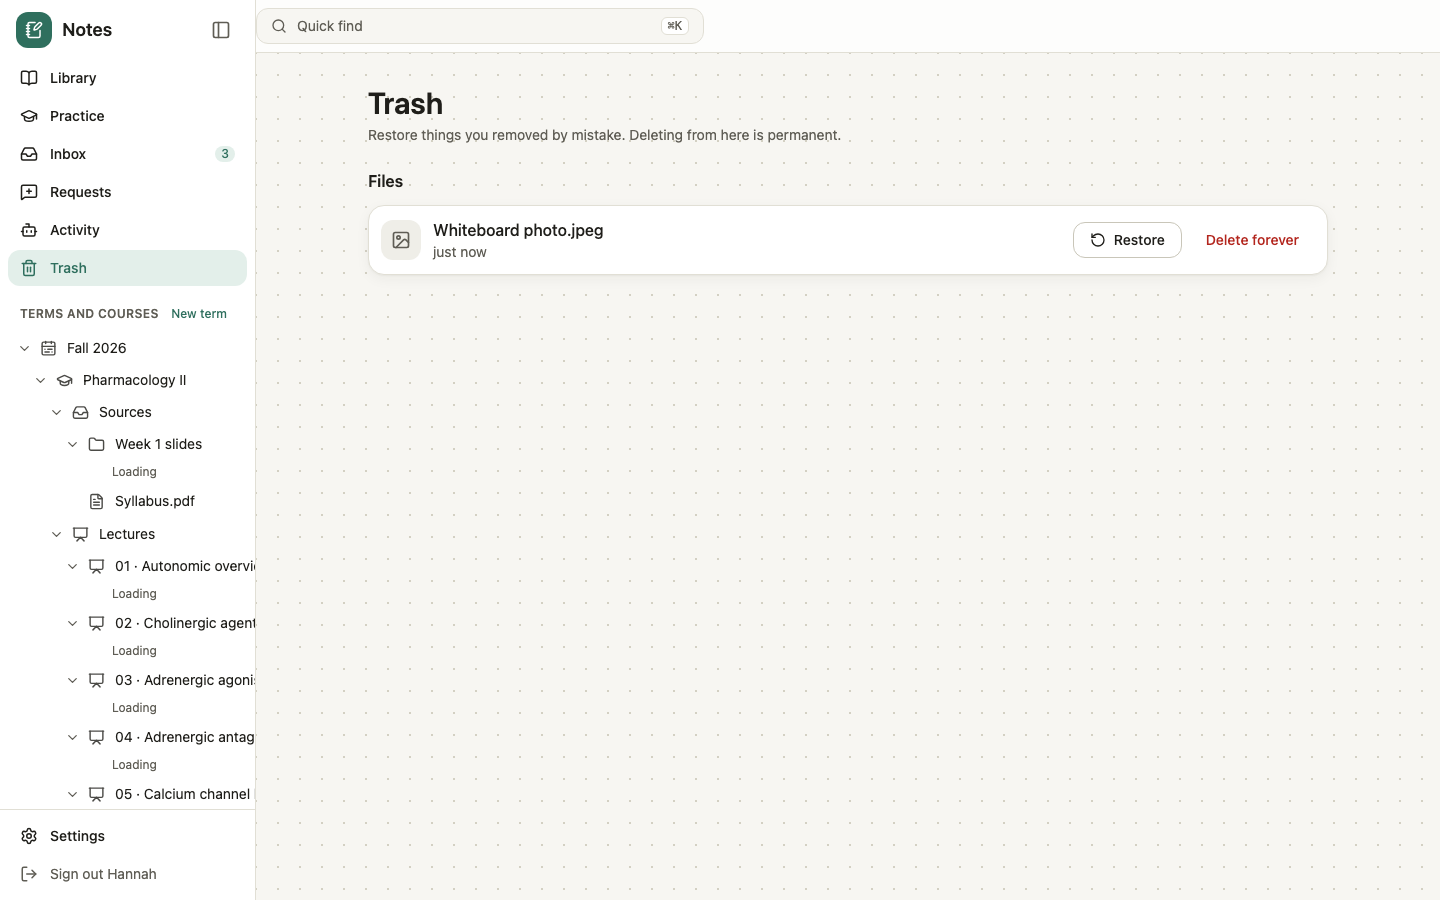 Notes
Library
Practice
Inbox 3
Requests
Activity
Trash
TERMS AND COURSES New term
Fall 2026
Pharmacology II
Sources
Week 1 slides
Loading
Syllabus.pdf
Lectures
01 · Autonomic overvi
Loading
02 · Cholinergic agent
Loading
03 · Adrenergic agonis
Loading
04 · Adrenergic antag
Loading
05 · Calcium channel
Settings
Sign out Hannah
Quick find ⌘K
Trash
Restore things you removed by mistake. Deleting from here is permanent.
Files
Whiteboard photo.jpeg
just now
Restore
Delete forever